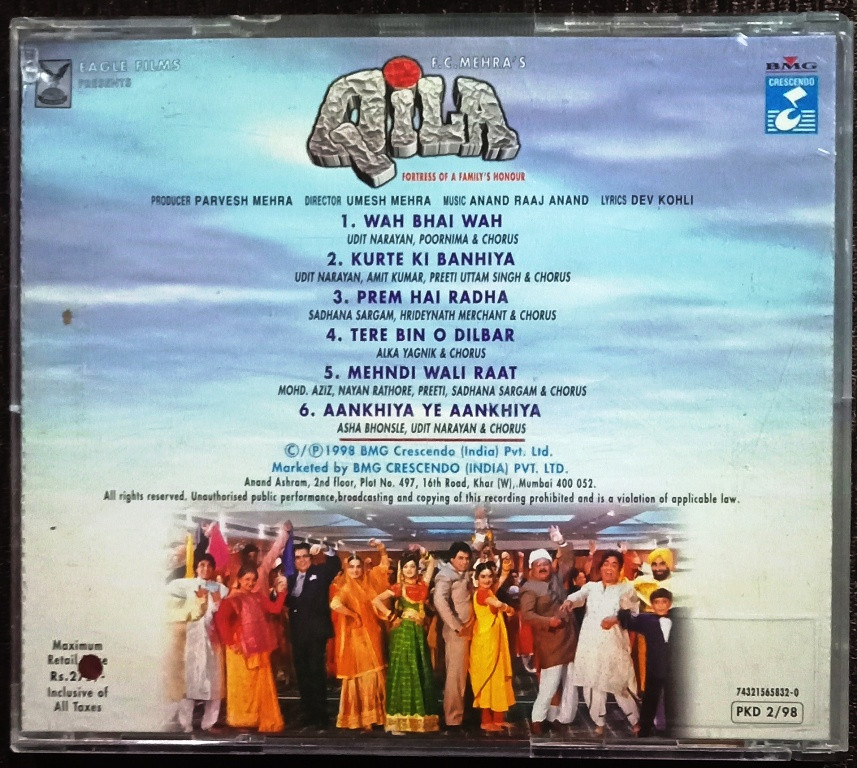 EAGLE FILMS
PRESENTS
F.C. MEHRA'S
QILA
FORTRESS OF A FAMILY'S HONOUR
BMG
CRESCENDO
PRODUCER PARVESH MEHRA DIRECTOR UMESH MEHRA MUSIC ANAND RAAJ ANAND LYRICS DEV KOHLI
1. WAH BHAI WAH
UDIT NARAYAN, POORNIMA & CHORUS
2. KURTE KI BANHIYA
UDIT NARAYAN, AMIT KUMAR, PREETI UTTAM SINGH & CHORUS
3. PREM HAI RADHA
SADHANA SARGAM, HRIDEYNATH MERCHANT & CHORUS
4. TERE BIN O DILBAR
ALKA YAGNIK & CHORUS
5. MEHNDI WALI RAAT
MOHD. AZIZ, NAYAN RATHORE, PREETI, SADHANA SARGAM & CHORUS
6. AANKHIYA YE AANKHIYA
ASHA BHONSLE, UDIT NARAYAN & CHORUS
©/℗1998 BMG Crescendo (India) Pvt. Ltd.
Marketed by BMG CRESCENDO (INDIA) PVT. LTD.
Anand Ashram, 2nd floor, Plot No. 497, 16th Road, Khar (W), Mumbai 400 052.
All rights reserved. Unauthorised public performance,broadcasting and copying of this recording prohibited and is a violation of applicable law.
Maximum
Retail
Inclusive of
All Taxes
74321565832-0
PKD 2/98